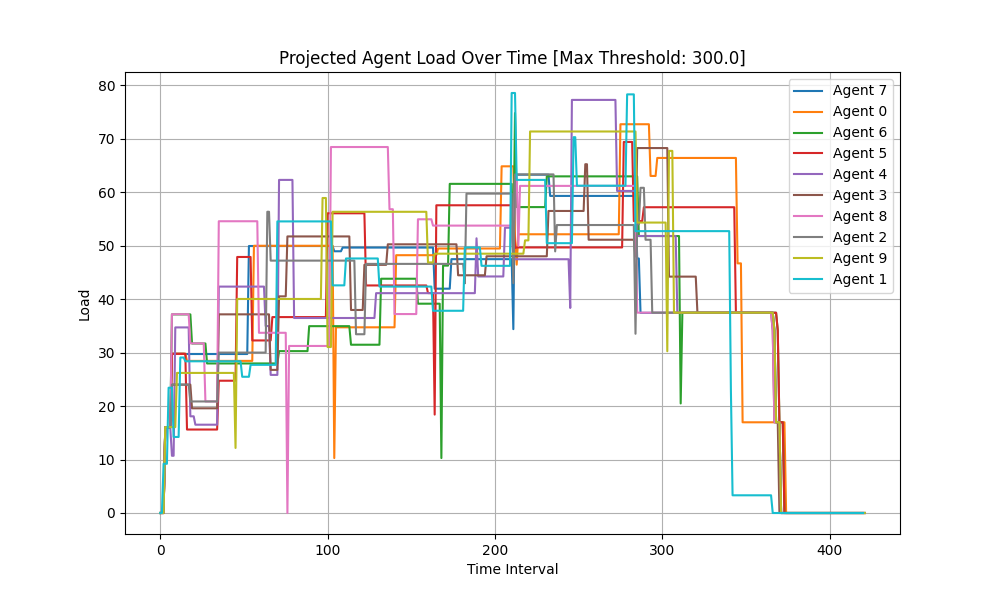 Projected Agent Load Over Time [Max Threshold: 300.0]
80
70
60
50
40
30
20
10
0
Load
0 100 200 300 400
Time Interval
Agent 7
Agent 0
Agent 6
Agent 5
Agent 4
Agent 3
Agent 8
Agent 2
Agent 9
Agent 1